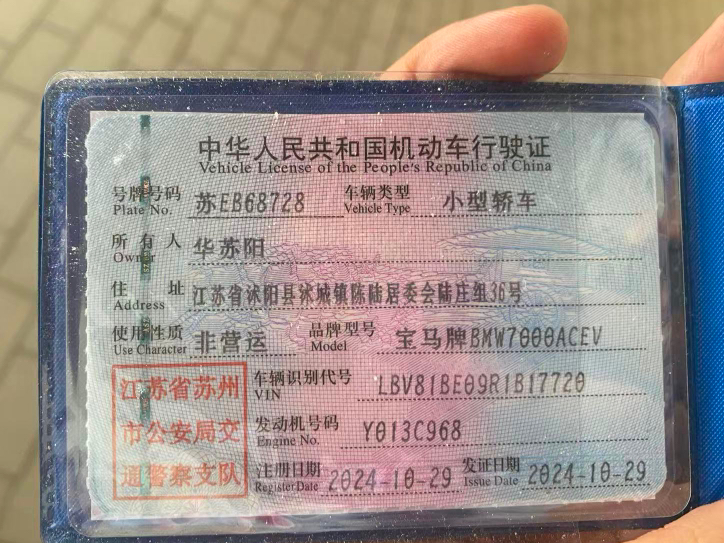 中华人民共和国机动车行驶证
Vehicle License of the People's Republic of China
号牌号码 苏EB68728 车辆类型 小型轿车
Plate No. Vehicle Type
所有人 华苏阳
Owner
住址 江苏省沭阳县沭城镇陈陆居委会陆庄组36号
Address
使用性质 非营运 品牌型号 宝马牌BMW7000ACEV
Use Character Model
江苏省苏州
市公安局交
通警察支队
车辆识别代号 LBV81BE09R1B17720
VIN
发动机号码 Y013C968
Engine No.
注册日期 2024-10-29 发证日期 2024-10-29
Register Date Issue Date